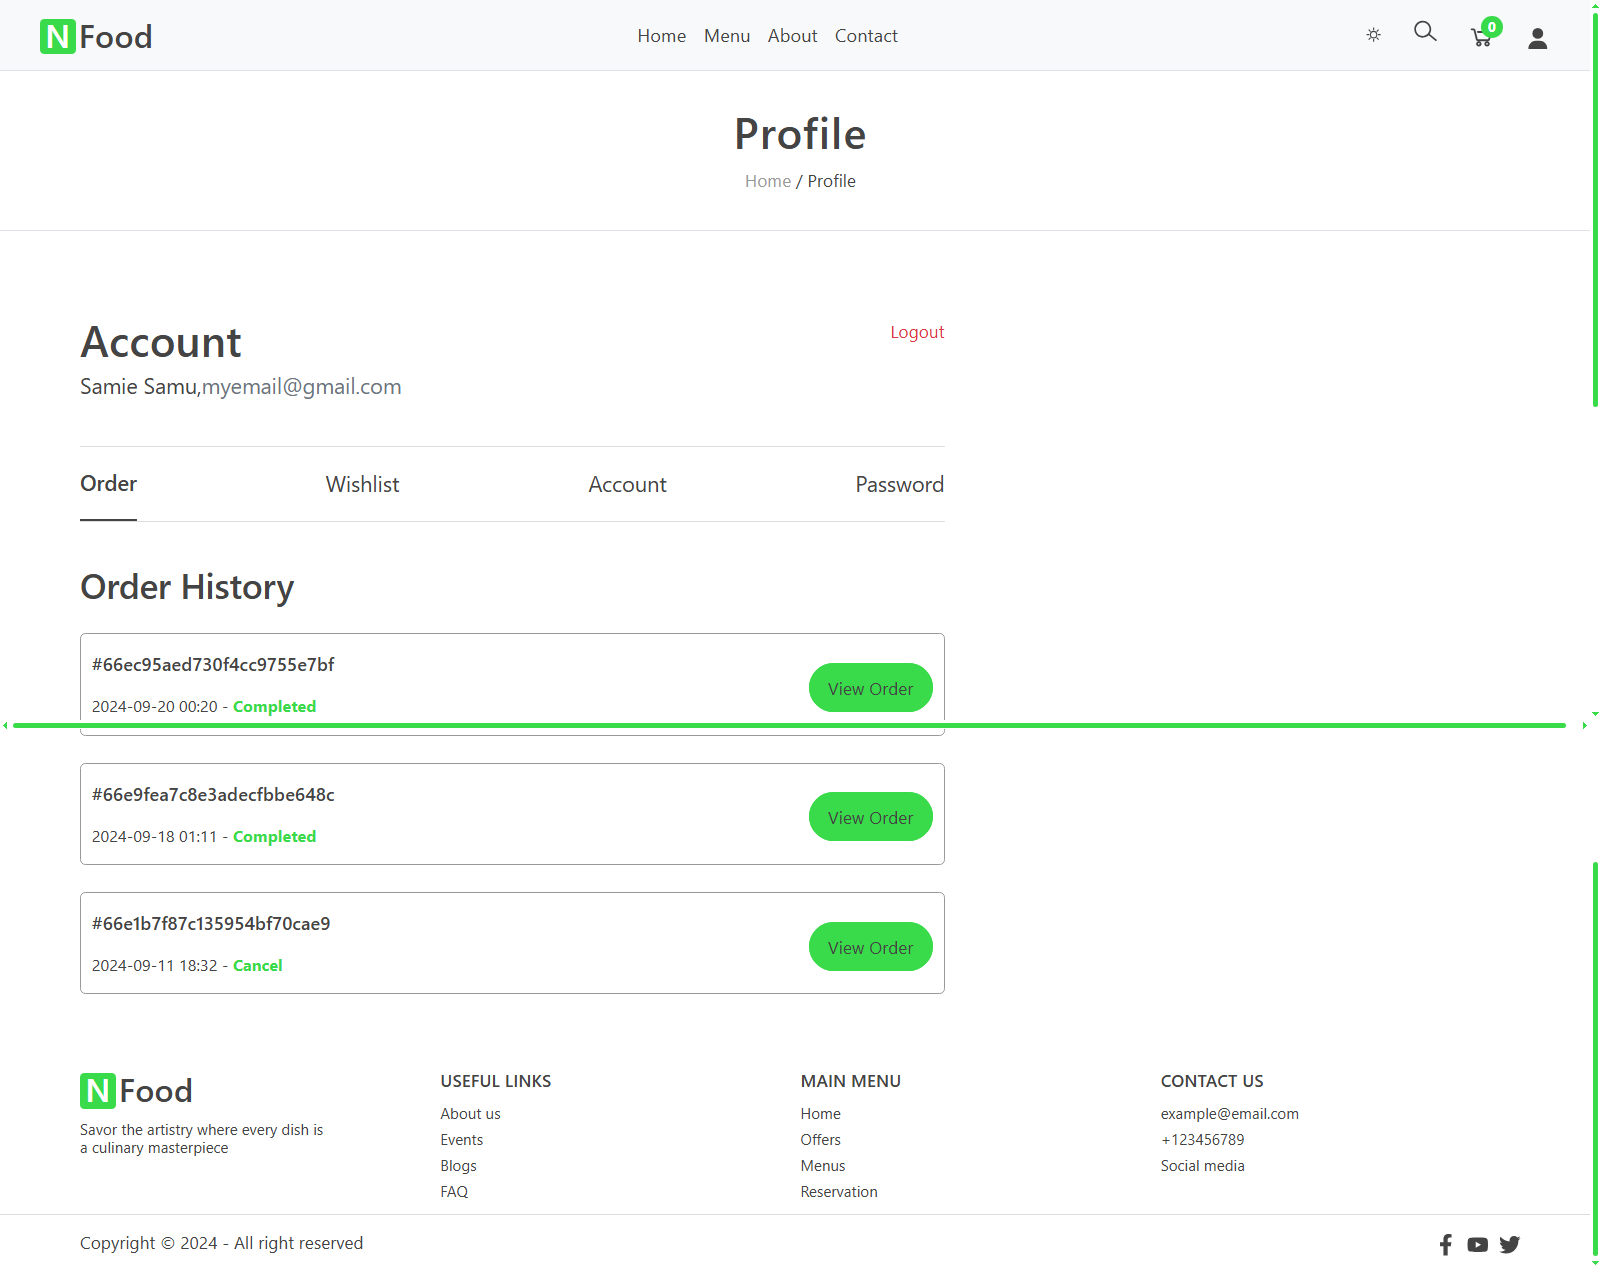 N Food
Home Menu About Contact
0
Profile
Home / Profile
Account
Logout
Samie Samu,myemail@gmail.com
Order Wishlist Account Password
Order History
#66ec95aed730f4cc9755e7bf
2024-09-20 00:20 - Completed
View Order
#66e9fea7c8e3adecfbbe648c
2024-09-18 01:11 - Completed
View Order
#66e1b7f87c135954bf70cae9
2024-09-11 18:32 - Cancel
View Order
N Food
Savor the artistry where every dish is
a culinary masterpiece
USEFUL LINKS
About us
Events
Blogs
FAQ
MAIN MENU
Home
Offers
Menus
Reservation
CONTACT US
example@email.com
+123456789
Social media
Copyright © 2024 - All right reserved